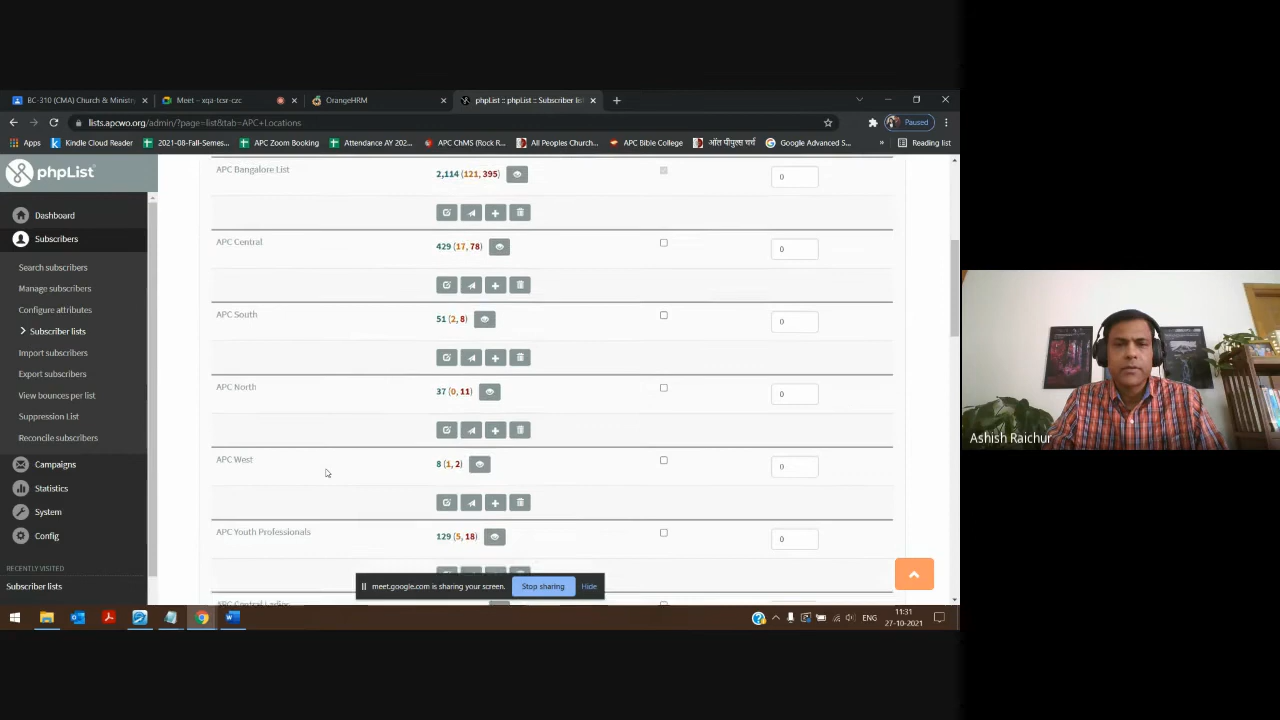 BC-310 (CMA) Church & Ministry
Meet – xqa-tcsr-czc
OrangeHRM
phpList :: phpList :: Subscriber list
lists.apcwo.org/admin/?page=list&tab=APC+Locations
Paused
Apps
Kindle Cloud Reader
2021-08-Fall-Semes...
APC Zoom Booking
Attendance AY 202...
APC ChMS (Rock R...
All Peoples Church...
APC Bible College
ऑल पीपुल्स चर्च
Google Advanced S...
»
Reading list
phpList
Dashboard
Subscribers
Search subscribers
Manage subscribers
Configure attributes
Subscriber lists
Import subscribers
Export subscribers
View bounces per list
Suppression List
Reconcile subscribers
Campaigns
Statistics
System
Config
RECENTLY VISITED
Subscriber lists
APC Bangalore List
2,114 (121, 395)
0
APC Central
429 (17, 78)
0
APC South
51 (2, 8)
0
APC North
37 (0, 11)
0
APC West
8 (1, 2)
0
APC Youth Professionals
129 (5, 18)
0
APC Central Ladies
meet.google.com is sharing your screen.
Stop sharing
Hide
ENG
11:31
27-10-2021
Ashish Raichur